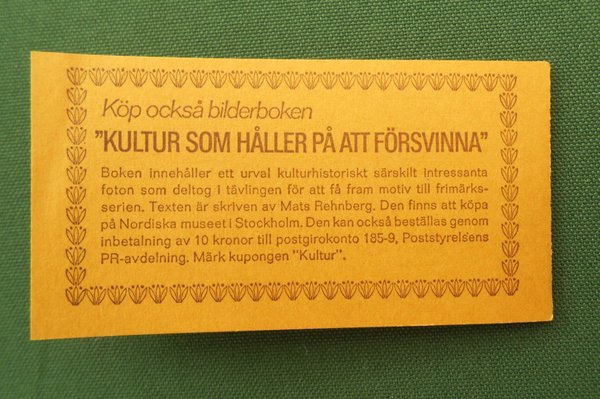 Köp också bilderboken
"KULTUR SOM HÅLLER PÅ ATT FÖRSVINNA"
Boken innehåller ett urval kulturhistoriskt särskilt intressanta
foton som deltog i tävlingen för att få fram motiv till frimärks-
serien. Texten är skriven av Mats Rehnberg. Den finns att köpa
på Nordiska museet i Stockholm. Den kan också beställas genom
inbetalning av 10 kronor till postgirokonto 185-9, Poststyrelsens
PR-avdelning. Märk kupongen "Kultur".